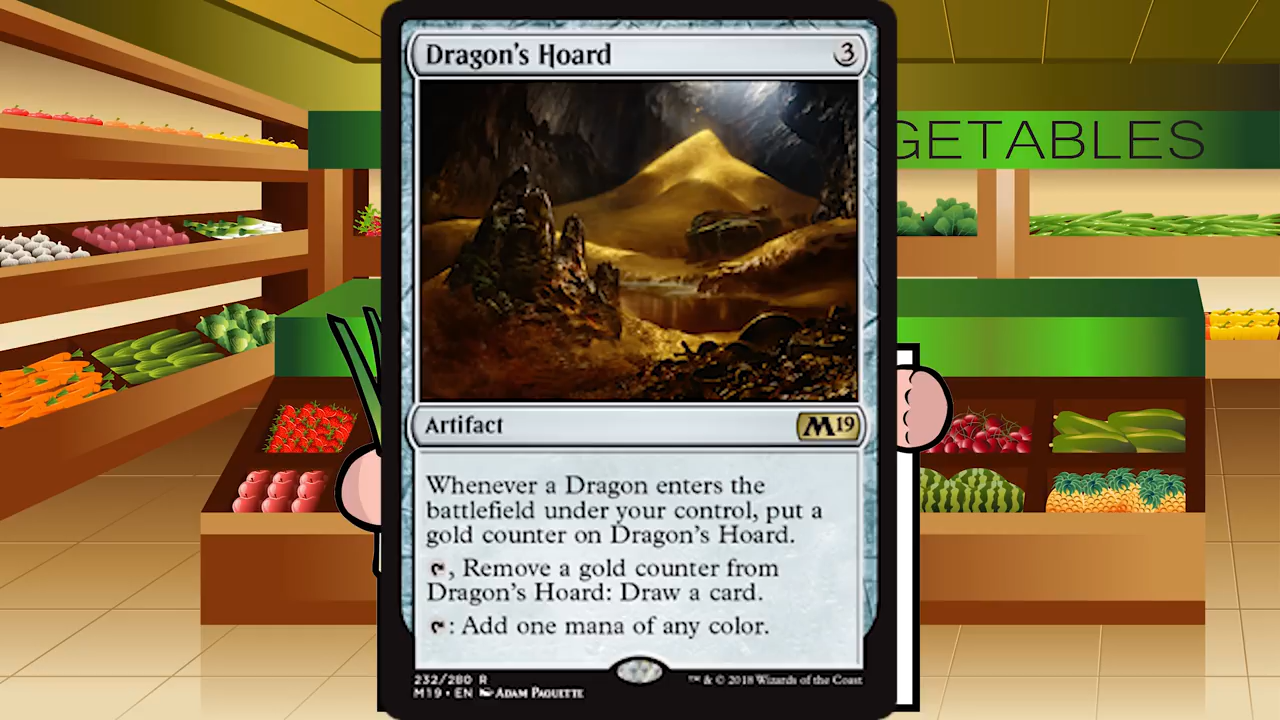 Dragon's Hoard 3
GETABLES
Artifact M19
Whenever a Dragon enters the
battlefield under your control, put a
gold counter on Dragon's Hoard.
, Remove a gold counter from
Dragon's Hoard: Draw a card.
: Add one mana of any color.
232/280 R
M19 • EN Adam Paquette
™ & © 2018 Wizards of the Coast